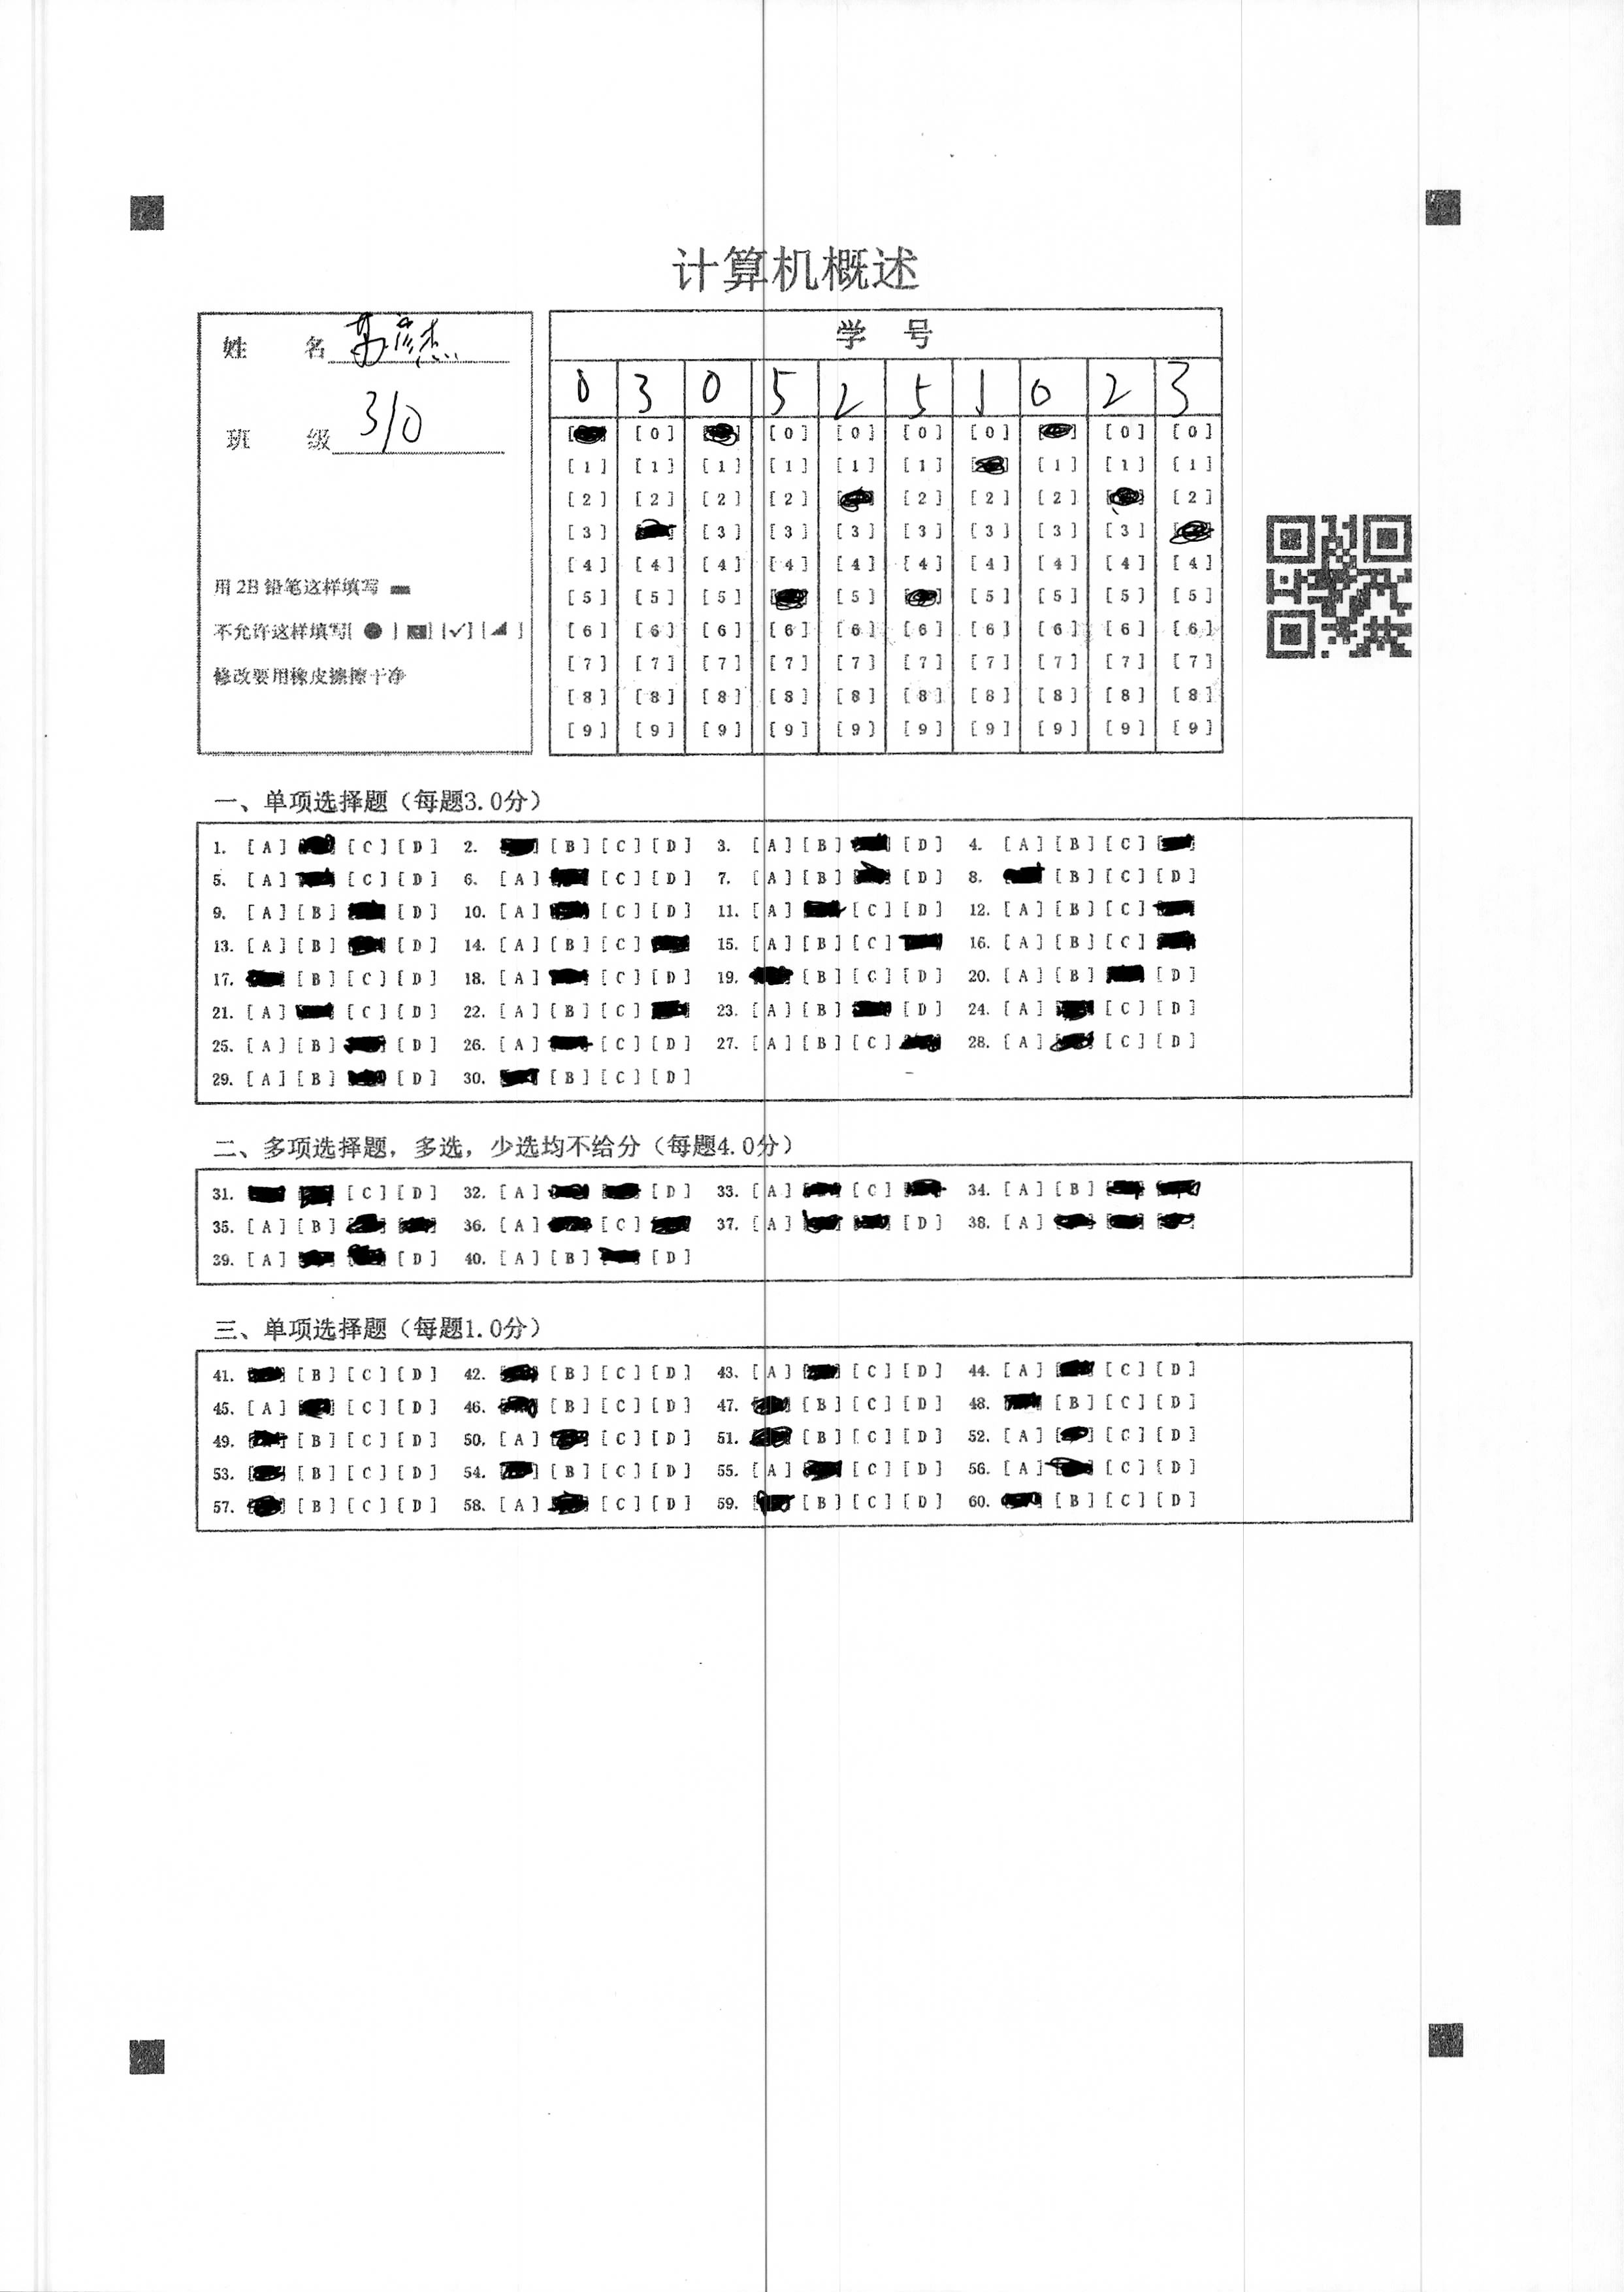 计算机概述
姓 名
班 级 310
用 2B 铅笔这样填写
不允许这样填写[ ● ] [ ] [✓] [ ]
修改要用橡皮擦擦干净
学 号
0 3 0 5 2 5 1 0 2 3
[0] [0] [0] [0] [0] [0] [0]
[1] [1] [1] [1] [1] [1] [1] [1] [1]
[2] [2] [2] [2] [2] [2] [2] [2]
[3] [3] [3] [3] [3] [3] [3] [3]
[4] [4] [4] [4] [4] [4] [4] [4] [4] [4]
[5] [5] [5] [5] [5] [5] [5] [5]
[6] [6] [6] [6] [6] [6] [6] [6] [6] [6]
[7] [7] [7] [7] [7] [7] [7] [7] [7] [7]
[8] [8] [8] [8] [8] [8] [8] [8] [8] [8]
[9] [9] [9] [9] [9] [9] [9] [9] [9] [9]
一、单项选择题（每题3.0分）
1. [A] [C] [D] 2. [B] [C] [D] 3. [A] [B] [D] 4. [A] [B] [C]
5. [A] [C] [D] 6. [A] [C] [D] 7. [A] [B] [D] 8. [B] [C] [D]
9. [A] [B] [D] 10. [A] [C] [D] 11. [A] [C] [D] 12. [A] [B] [C]
13. [A] [B] [D] 14. [A] [B] [C] 15. [A] [B] [C] 16. [A] [B] [C]
17. [B] [C] [D] 18. [A] [C] [D] 19. [B] [C] [D] 20. [A] [B] [D]
21. [A] [C] [D] 22. [A] [B] [C] 23. [A] [B] [D] 24. [A] [C] [D]
25. [A] [B] [D] 26. [A] [C] [D] 27. [A] [B] [C] 28. [A] [C] [D]
29. [A] [B] [D] 30. [B] [C] [D]
二、多项选择题，多选，少选均不给分（每题4.0分）
31. [C] [D] 32. [A] [D] 33. [A] [C] 34. [A] [B]
35. [A] [B] 36. [A] [C] 37. [A] [D] 38. [A]
39. [A] [D] 40. [A] [B] [D]
三、单项选择题（每题1.0分）
41. [B] [C] [D] 42. [B] [C] [D] 43. [A] [C] [D] 44. [A] [C] [D]
45. [A] [C] [D] 46. [B] [C] [D] 47. [B] [C] [D] 48. [B] [C] [D]
49. [B] [C] [D] 50. [A] [C] [D] 51. [B] [C] [D] 52. [A] [C] [D]
53. [B] [C] [D] 54. [B] [C] [D] 55. [A] [C] [D] 56. [A] [C] [D]
57. [B] [C] [D] 58. [A] [C] [D] 59. [B] [C] [D] 60. [B] [C] [D]